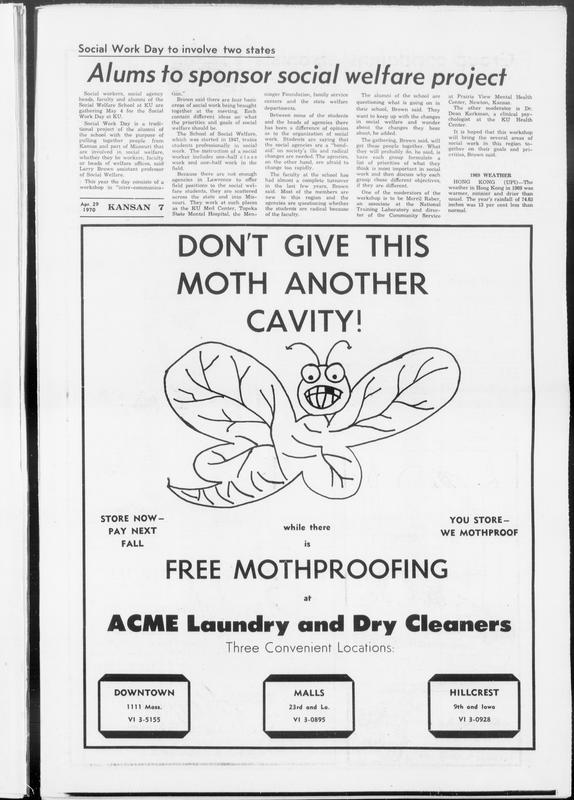 Social Work Day to involve two states
Alums to sponsor social welfare project
Social workers, social agency
heads, faculty and alumni of the
Social Welfare School at KU are
gathering May 4 for the Social
Work Day at KU.
Social Work Day is a tradi-
tional project of the alumni of
the school with the purpose of
pulling together people from
Kansas and part of Missouri that
are involved in social welfare,
whether they be workers, faculty
or heads of welfare offices, said
Larry Brown assistant professor
of Social Welfare.
This year the day consists of a
workshop in "inter-communica-
tion."
Brown said there are four basic
areas of social work being brought
together at the meeting. Each
contain different ideas on what
the priorities and goals of social
welfare should be.
The School of Social Welfare,
which was started in 1947, trains
students professionally in social
work. The instruction of a social
worker includes one-half class
work and one-half work in the
field.
Because there are not enough
agencies in Lawrence to offer
field positions to the social wel-
fare students, they are scattered
across the state and into Mis-
souri. They work at such places
as the KU Med Center, Topeka
State Mental Hospital, the Men-
ninger Foundation, family service
centers and the state welfare
departments.
Between some of the students
and the heads of agencies there
has been a difference of opinion
as to the organization of social
work. Students are saying that
the social agencies are a "band-
aid" on society's ills and radical
changes are needed. The agencies,
on the other hand, are afraid to
change too rapidly.
The faculty at the school has
had almost a complete turnover
in the last few years, Brown
said. Most of the members are
new to this region and the
agencies are questioning whether
the students are radical because
of the faculty.
The alumni of the school are
questioning what is going on in
their school, Brown said. They
want to keep up with the changes
in social welfare and wonder
about the changes they hear
about, he added.
The gathering, Brown said, will
get these people together. What
they will probably do, he said, is
have each group formulate a
list of priorities of what they
think is most important in social
work and then discuss why each
group chose different objectives,
if they are different.
One of the moderators of the
workshop is to be Morell Raber,
an associate at the National
Training Laboratory and direc-
tor of the Community Service
at Prairie View Mental Health
Center, Newton, Kansas.
The other moderator is Dr.
Dean Kerkman, a clinical psy-
chologist at the KU Health
Center.
It is hoped that this workshop
will bring the several areas of
social work in this region to-
gether on their goals and pri-
orities, Brown said.
1969 WEATHER
HONG KONG (UPI)—The
weather in Hong Kong in 1969 was
warmer, sunnier and drier than
usual. The year's rainfall of 74.62
inches was 13 per cent less than
normal.
Apr. 29
1970 KANSAN 7
DON'T GIVE THIS
MOTH ANOTHER
CAVITY!
STORE NOW–
PAY NEXT
FALL
while there
is
YOU STORE–
WE MOTHPROOF
FREE MOTHPROOFING
at
ACME Laundry and Dry Cleaners
Three Convenient Locations:
DOWNTOWN
1111 Mass.
VI 3-5155
MALLS
23rd and La.
VI 3-0895
HILLCREST
9th and Iowa
VI 3-0928